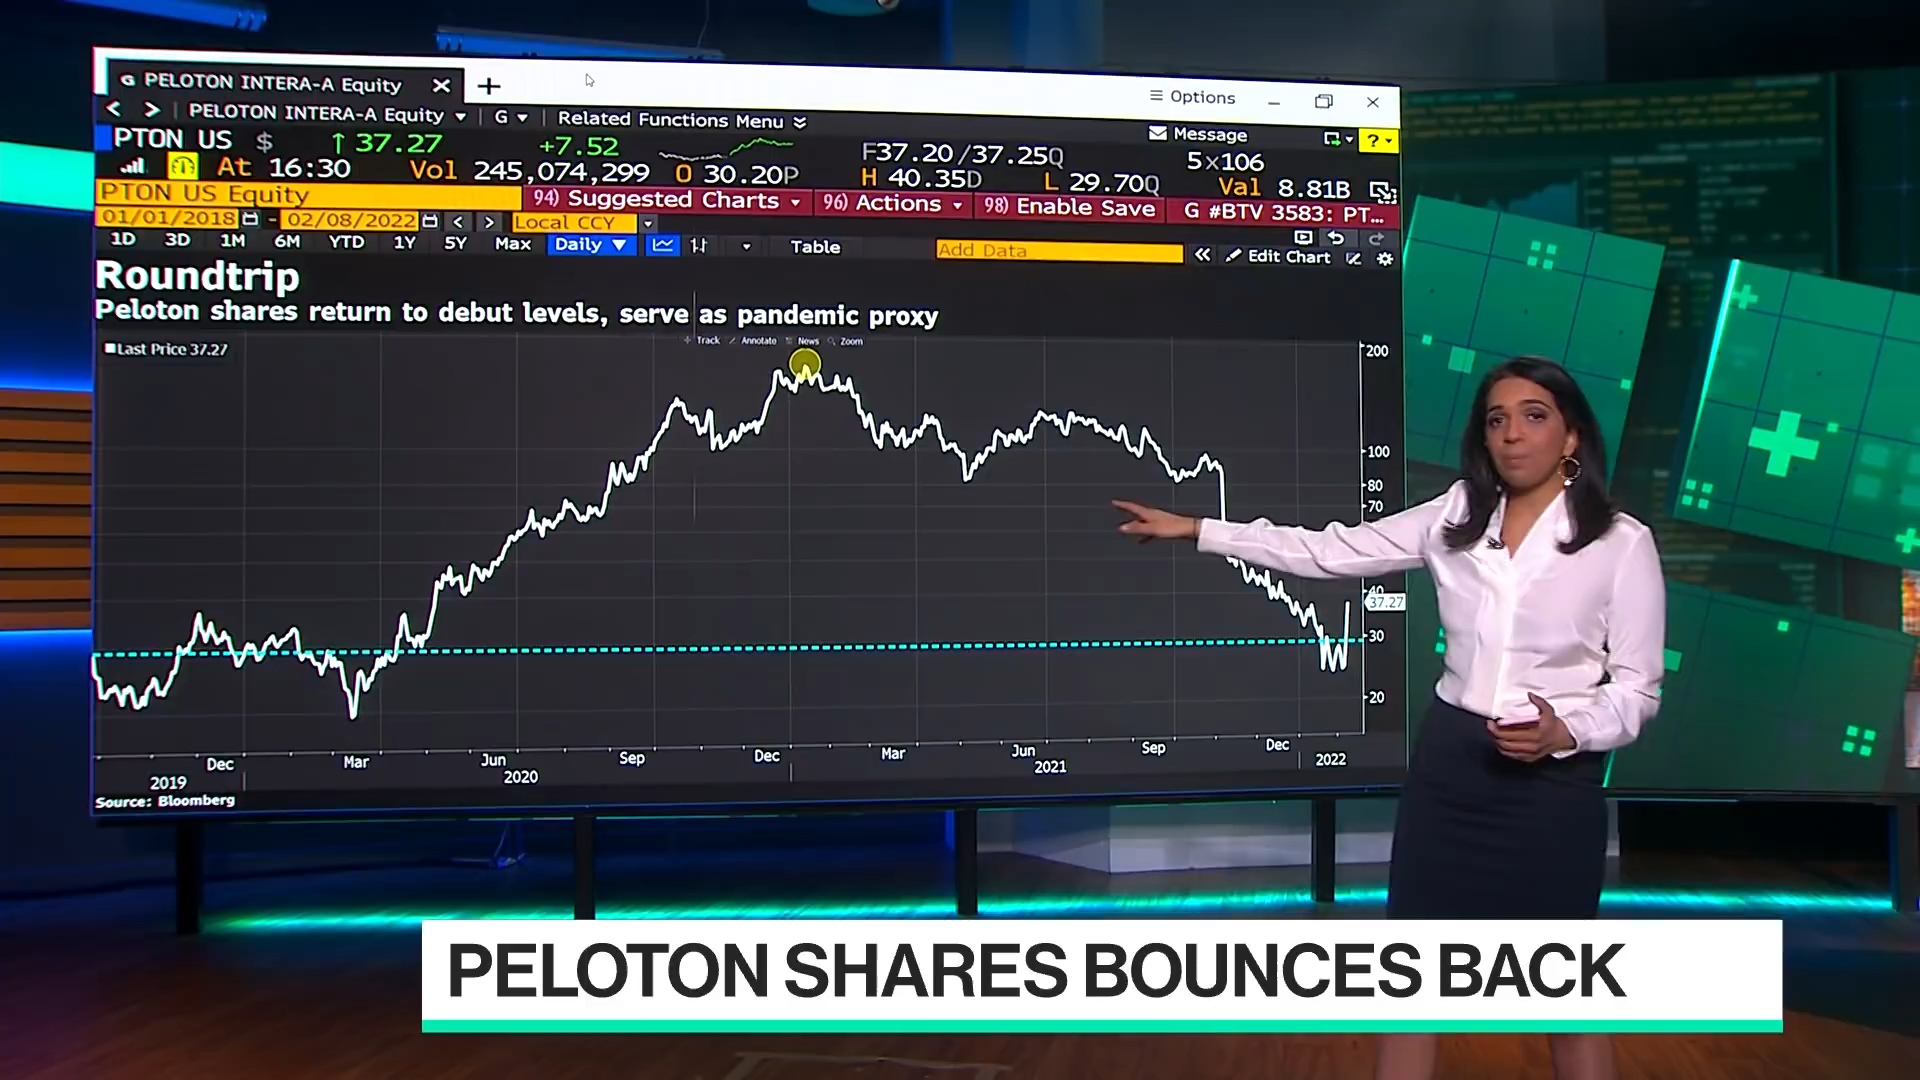 G PELOTON INTERA-A Equity × +
Options
< > PELOTON INTERA-A Equity G Related Functions Menu
Message
PTON US $ ↑37.27 +7.52 F37.20/37.25Q 5×106
At 16:30 Vol 245,074,299 O 30.20P H 40.35D L 29.70Q Val 8.81B
PTON US Equity 94) Suggested Charts 96) Actions 98) Enable Save G #BTV 3583: PT...
01/01/2018 - 02/08/2022 < > Local CCY
1D 3D 1M 6M YTD 1Y 5Y Max Daily ▼ Table Add Data « Edit Chart
Roundtrip
Peloton shares return to debut levels, serve as pandemic proxy
Track Annotate News Zoom
Last Price 37.27
200
100
80
70
40
37.27
30
20
Dec Mar Jun Sep Dec Mar Jun Sep Dec
2019 2020 2021 2022
Source: Bloomberg
PELOTON SHARES BOUNCES BACK